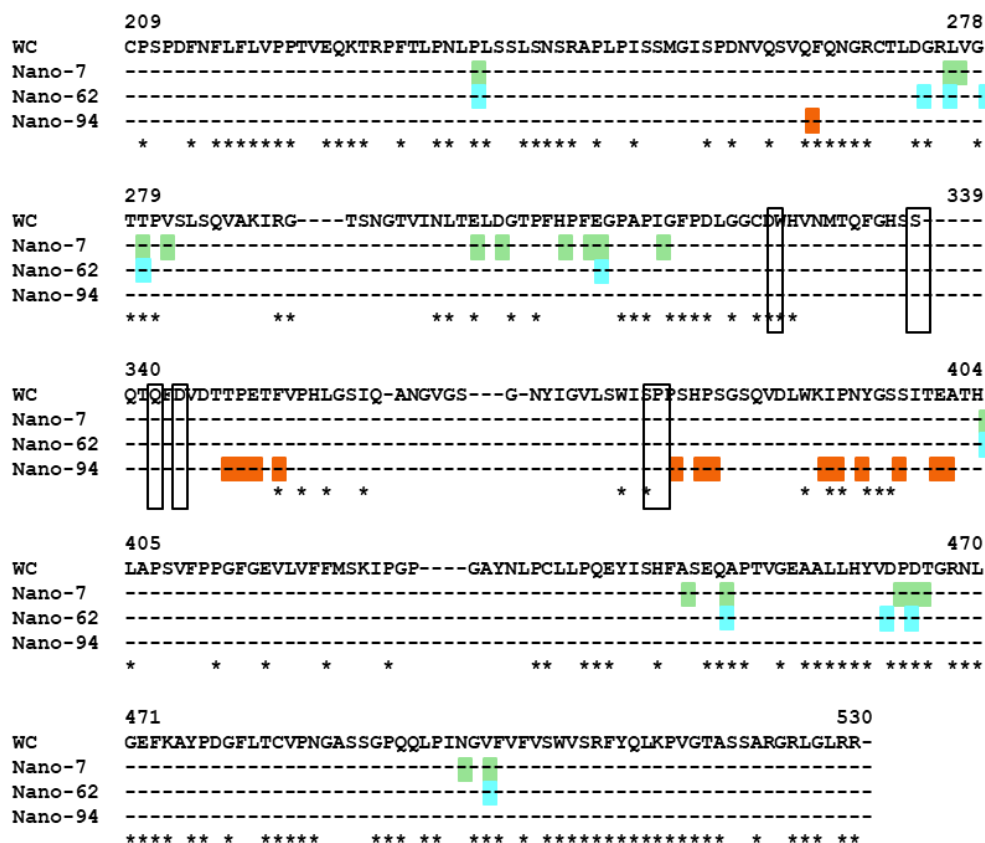 209 278
WC CPSPDFNFLFLVPPTVEQKTRPFTLPNLPLSSLSNSRAPLPISSMGISPDNVQSVQFQNGRCTLDGRLVG
Nano-7 ----------------------------------------------------------------------
Nano-62 ----------------------------------------------------------------------
Nano-94 ----------------------------------------------------------------------
* * ******* **** * ** ** ***** * * * * * ****** ** *
279 339
WC TTPVSLSQVAKIRG----TSNGTVINLTELDGTPFHPFEGPAPIGFPDLGGCDWHVNMTQFGHSS-----
Nano-7 ----------------------------------------------------------------------
Nano-62 ----------------------------------------------------------------------
Nano-94 ----------------------------------------------------------------------
*** ** ** * * * *** **** * ****
340 404
WC QTQFDVDTTPETFVPHLGSIQ-ANGVGS---G-NYIGVLSWISPPSHPSGSQVDLWKIPNYGSSITEATH
Nano-7 ----------------------------------------------------------------------
Nano-62 ----------------------------------------------------------------------
Nano-94 ----------------------------------------------------------------------
* * * * * * * ** ***
405 470
WC LAPSVFPPGFGEVLVFFMSKIPGP----GAYNLPCLLPQEYISHFASEQAPTVGEAALLHYVDPDTGRNL
Nano-7 ----------------------------------------------------------------------
Nano-62 ----------------------------------------------------------------------
Nano-94 ----------------------------------------------------------------------
* * * * * ** *** * **** * ****** **** ***
471 530
WC GEFKAYPDGFLTCVPNGASSGPQQLPINGVFVFVSWVSRFYQLKPVGTASSARGRLGLRR-
Nano-7 -------------------------------------------------------------
Nano-62 -------------------------------------------------------------
Nano-94 -------------------------------------------------------------
**** ** * ***** *** ** *** * *************** * *** **